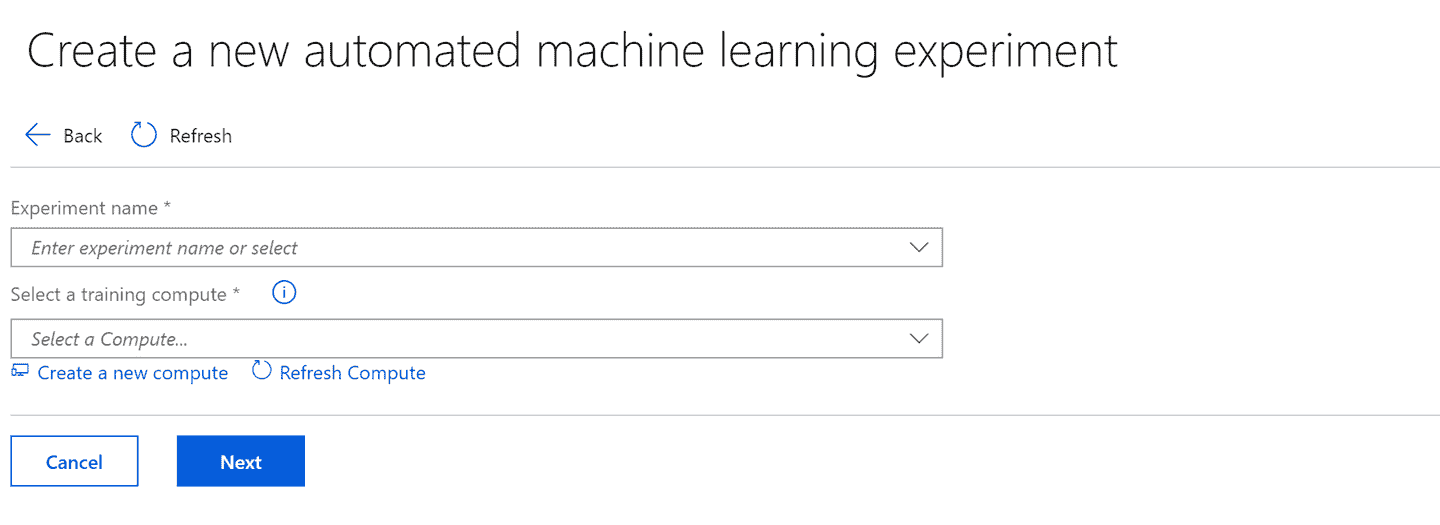 Create a new automated machine learning experiment
Back Refresh
Experiment name *
Enter experiment name or select
Select a training compute *
Select a Compute...
Create a new compute Refresh Compute
Cancel Next